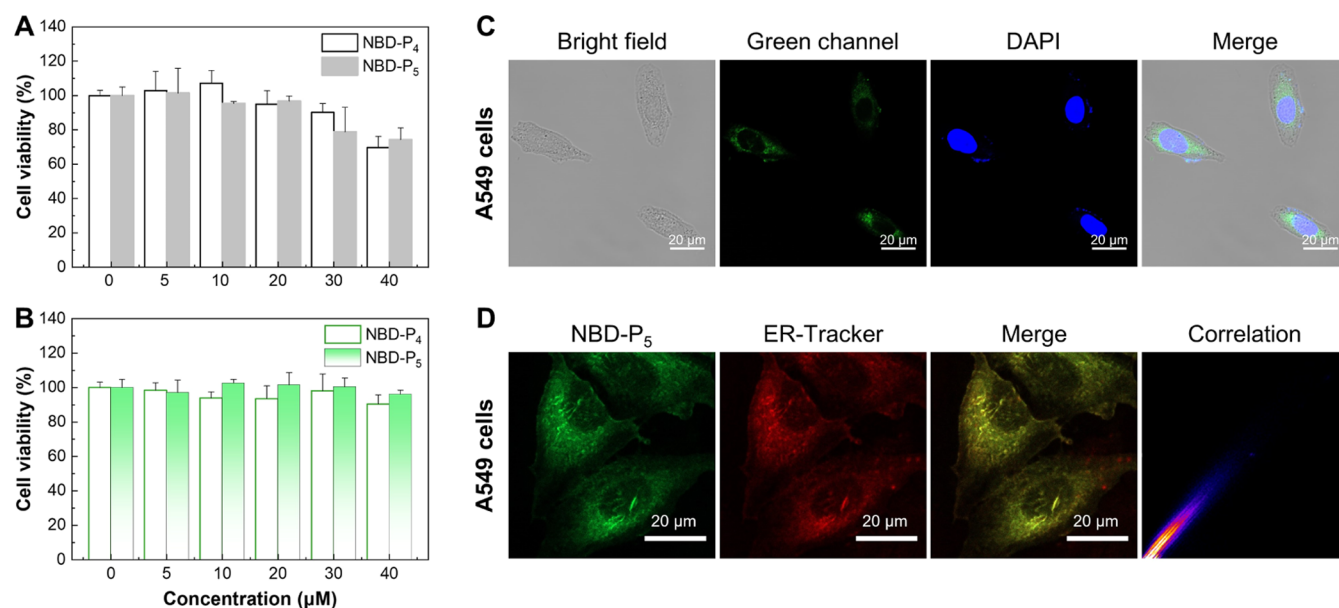 A
Cell viability (%)
140
120
100
80
60
40
20
0
NBD-P₄
NBD-P₅
0 5 10 20 30 40
B
Cell viability (%)
140
120
100
80
60
40
20
0
NBD-P₄
NBD-P₅
0 5 10 20 30 40
Concentration (µM)
C
Bright field Green channel DAPI Merge
A549 cells
20 µm 20 µm 20 µm 20 µm
D
NBD-P₅ ER-Tracker Merge Correlation
A549 cells
20 µm 20 µm 20 µm